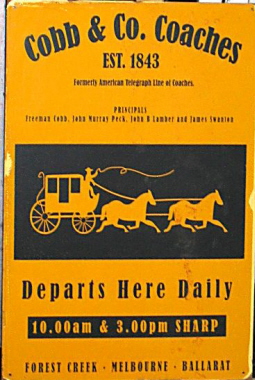 Cobb & Co. Coaches
EST. 1843
Formerly American Telegraph Line of Coaches.
PRINCIPALS
Freeman Cobb, John Murray Peck, John B Lamber and James Swanton
Departs Here Daily
10.00am & 3.00pm SHARP
FOREST CREEK · MELBOURNE · BALLARAT